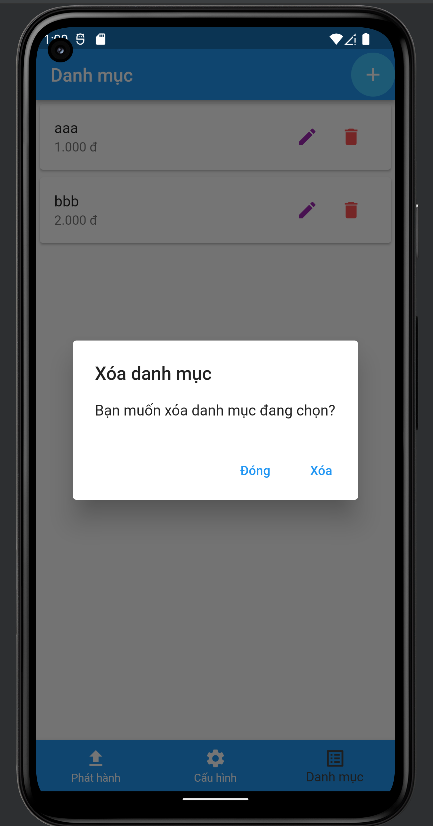 Danh mục
aaa
1.000 đ
bbb
2.000 đ
Xóa danh mục
Bạn muốn xóa danh mục đang chọn?
Đóng
Xóa
Phát hành
Cấu hình
Danh mục